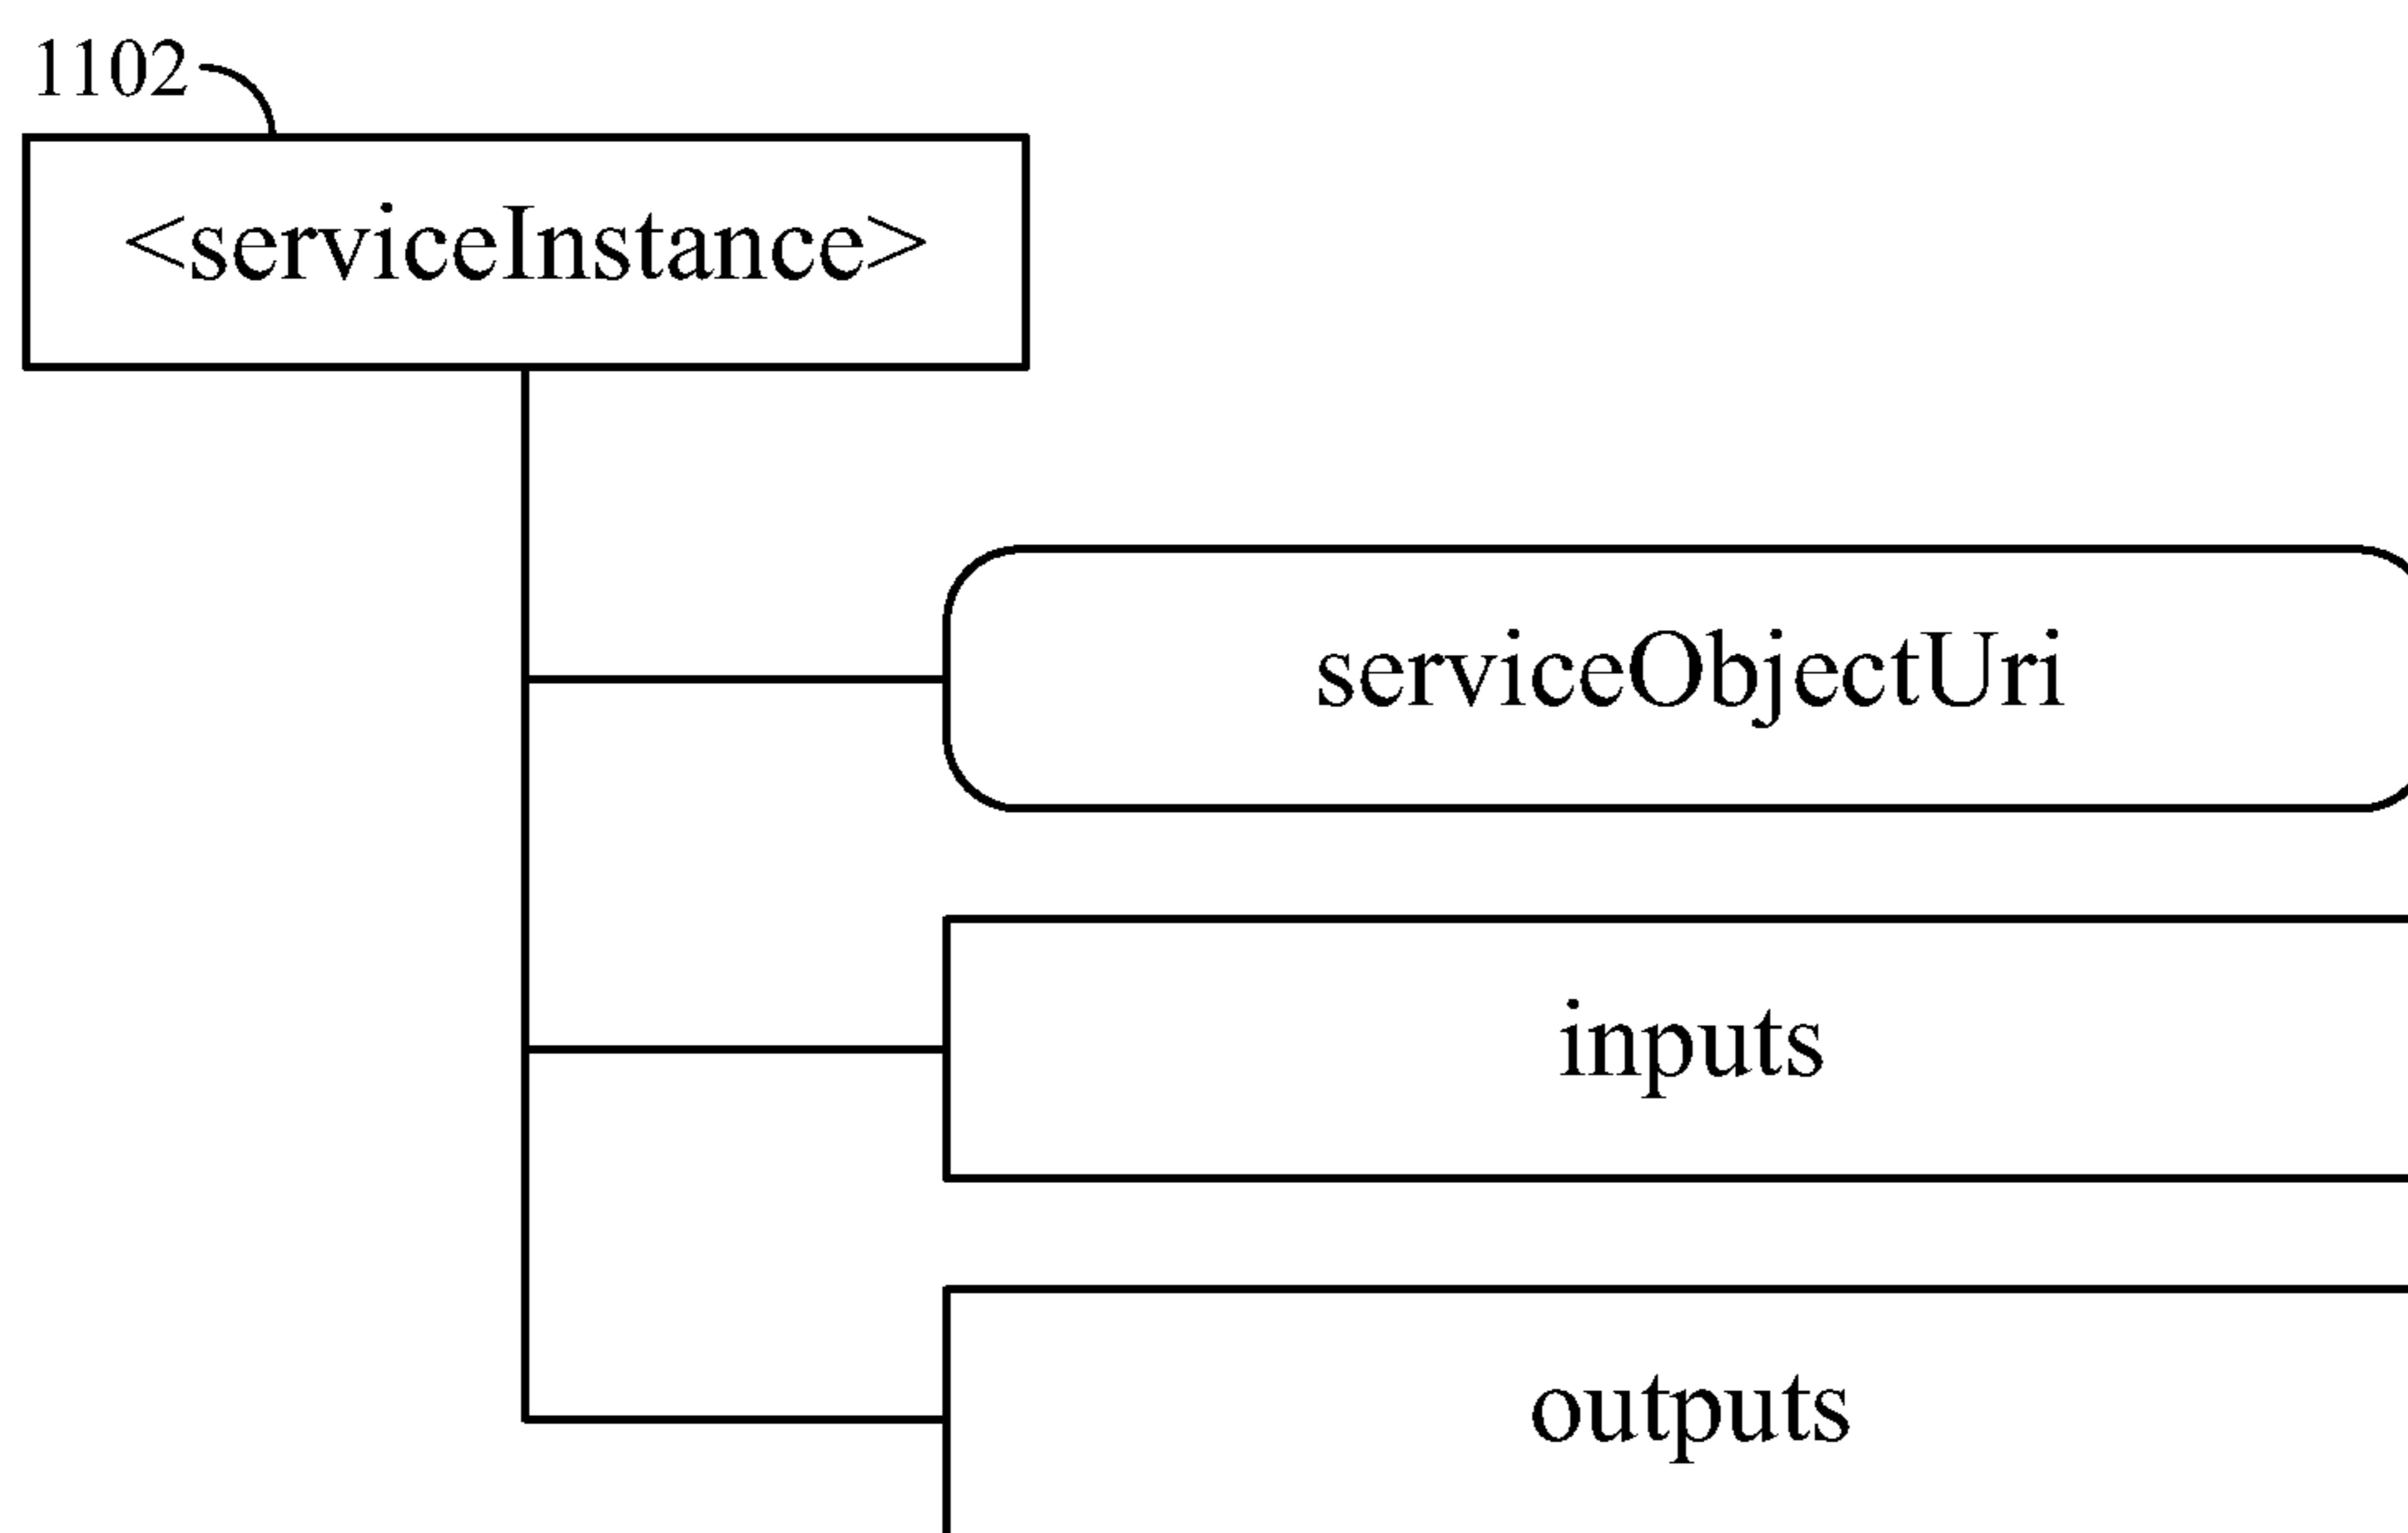 1102
<serviceInstance>
serviceObjectUri
inputs
outputs